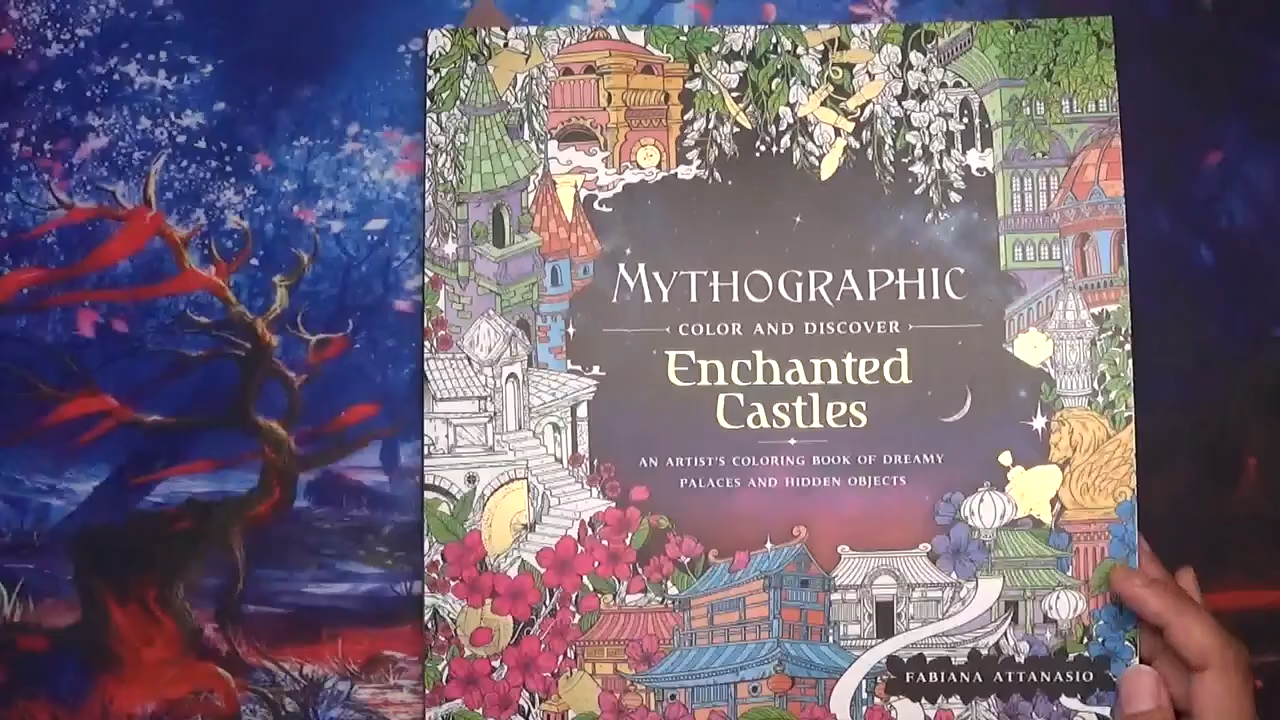 MYTHOGRAPHIC
COLOR AND DISCOVER
Enchanted
Castles
AN ARTIST'S COLORING BOOK OF DREAMY
PALACES AND HIDDEN OBJECTS
FABIANA ATTANASIO